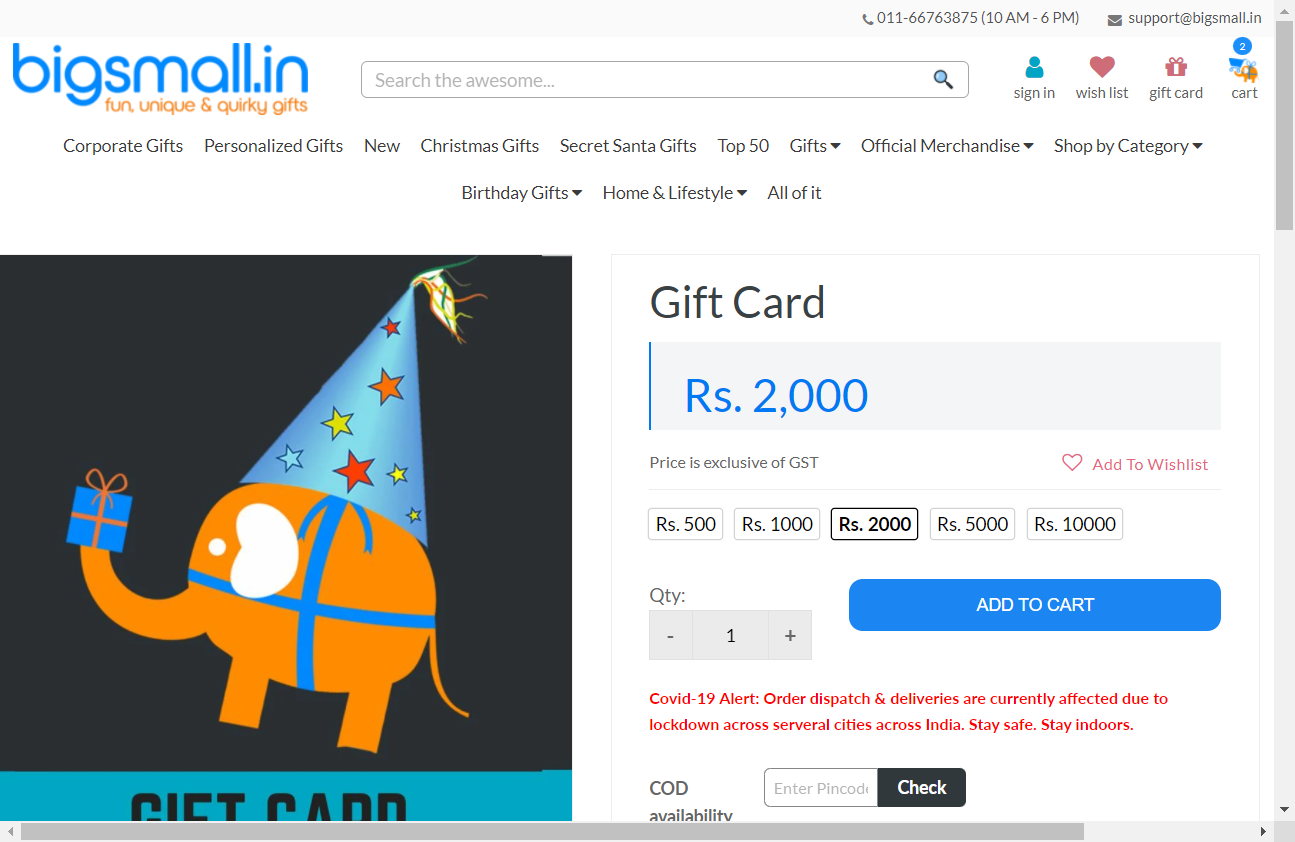 011-66763875 (10 AM - 6 PM) support@bigsmall.in
bigsmall.in
fun, unique & quirky gifts
Search the awesome...
sign in wish list gift card 2 cart
Corporate Gifts Personalized Gifts New Christmas Gifts Secret Santa Gifts Top 50 Gifts Official Merchandise Shop by Category
Birthday Gifts Home & Lifestyle All of it
Gift Card
Rs. 2,000
Price is exclusive of GST Add To Wishlist
Rs. 500 Rs. 1000 Rs. 2000 Rs. 5000 Rs. 10000
Qty:
- 1 +
ADD TO CART
Covid-19 Alert: Order dispatch & deliveries are currently affected due to
lockdown across serveral cities across India. Stay safe. Stay indoors.
COD
availability
Enter Pincode Check
GIFT CARD